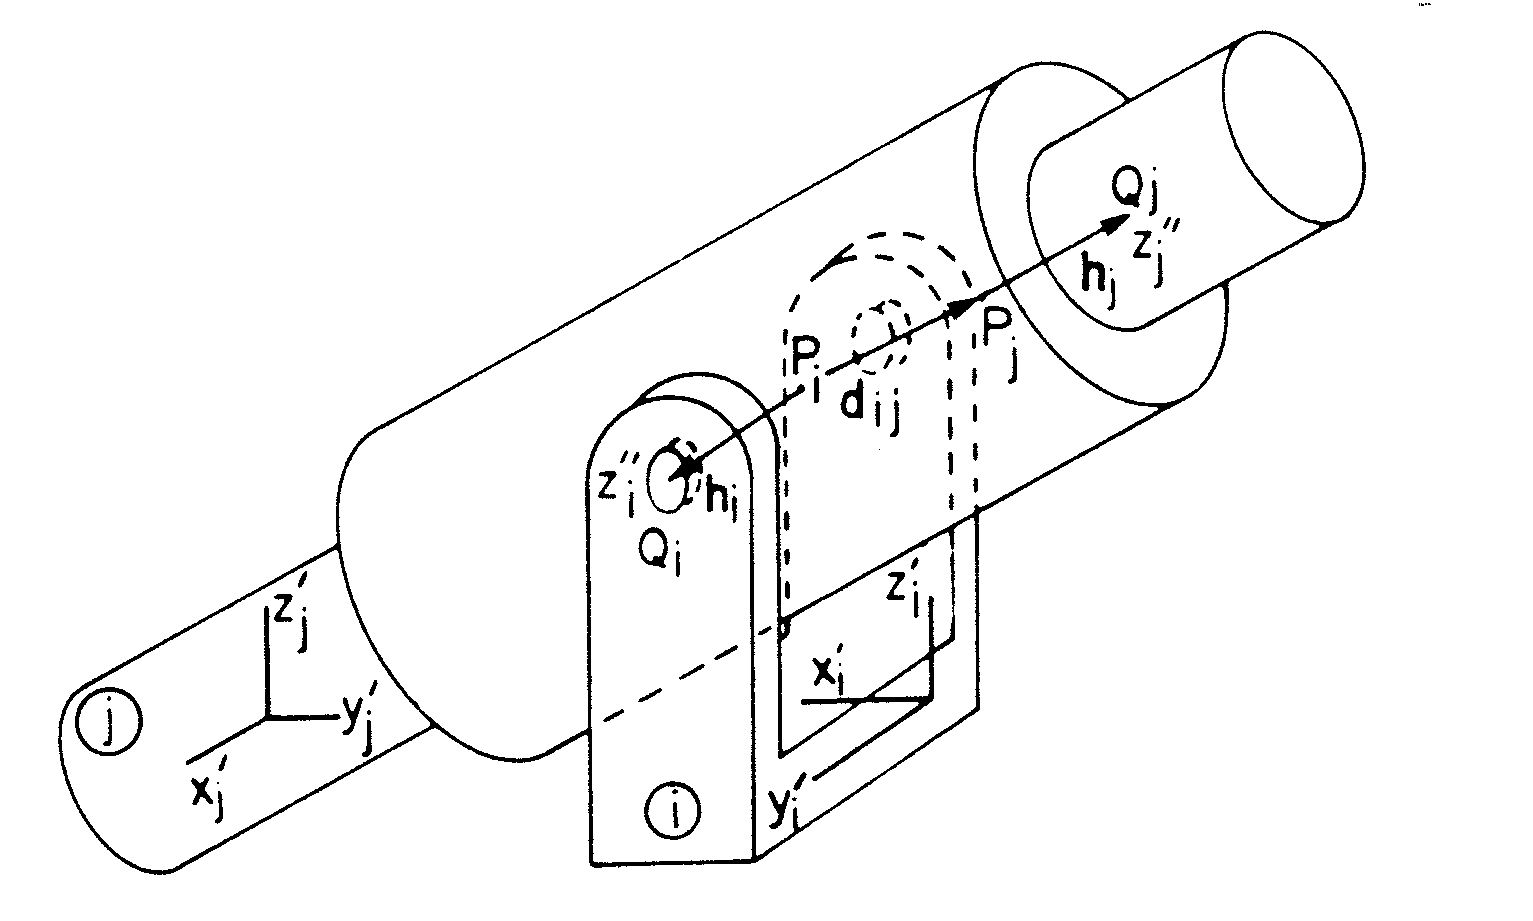 Qj
zj″
hj
Pj
Pi
dij
zi″
hi
Qi
zj′
zi′
xi′
j
yj′
xj′
yi′
i